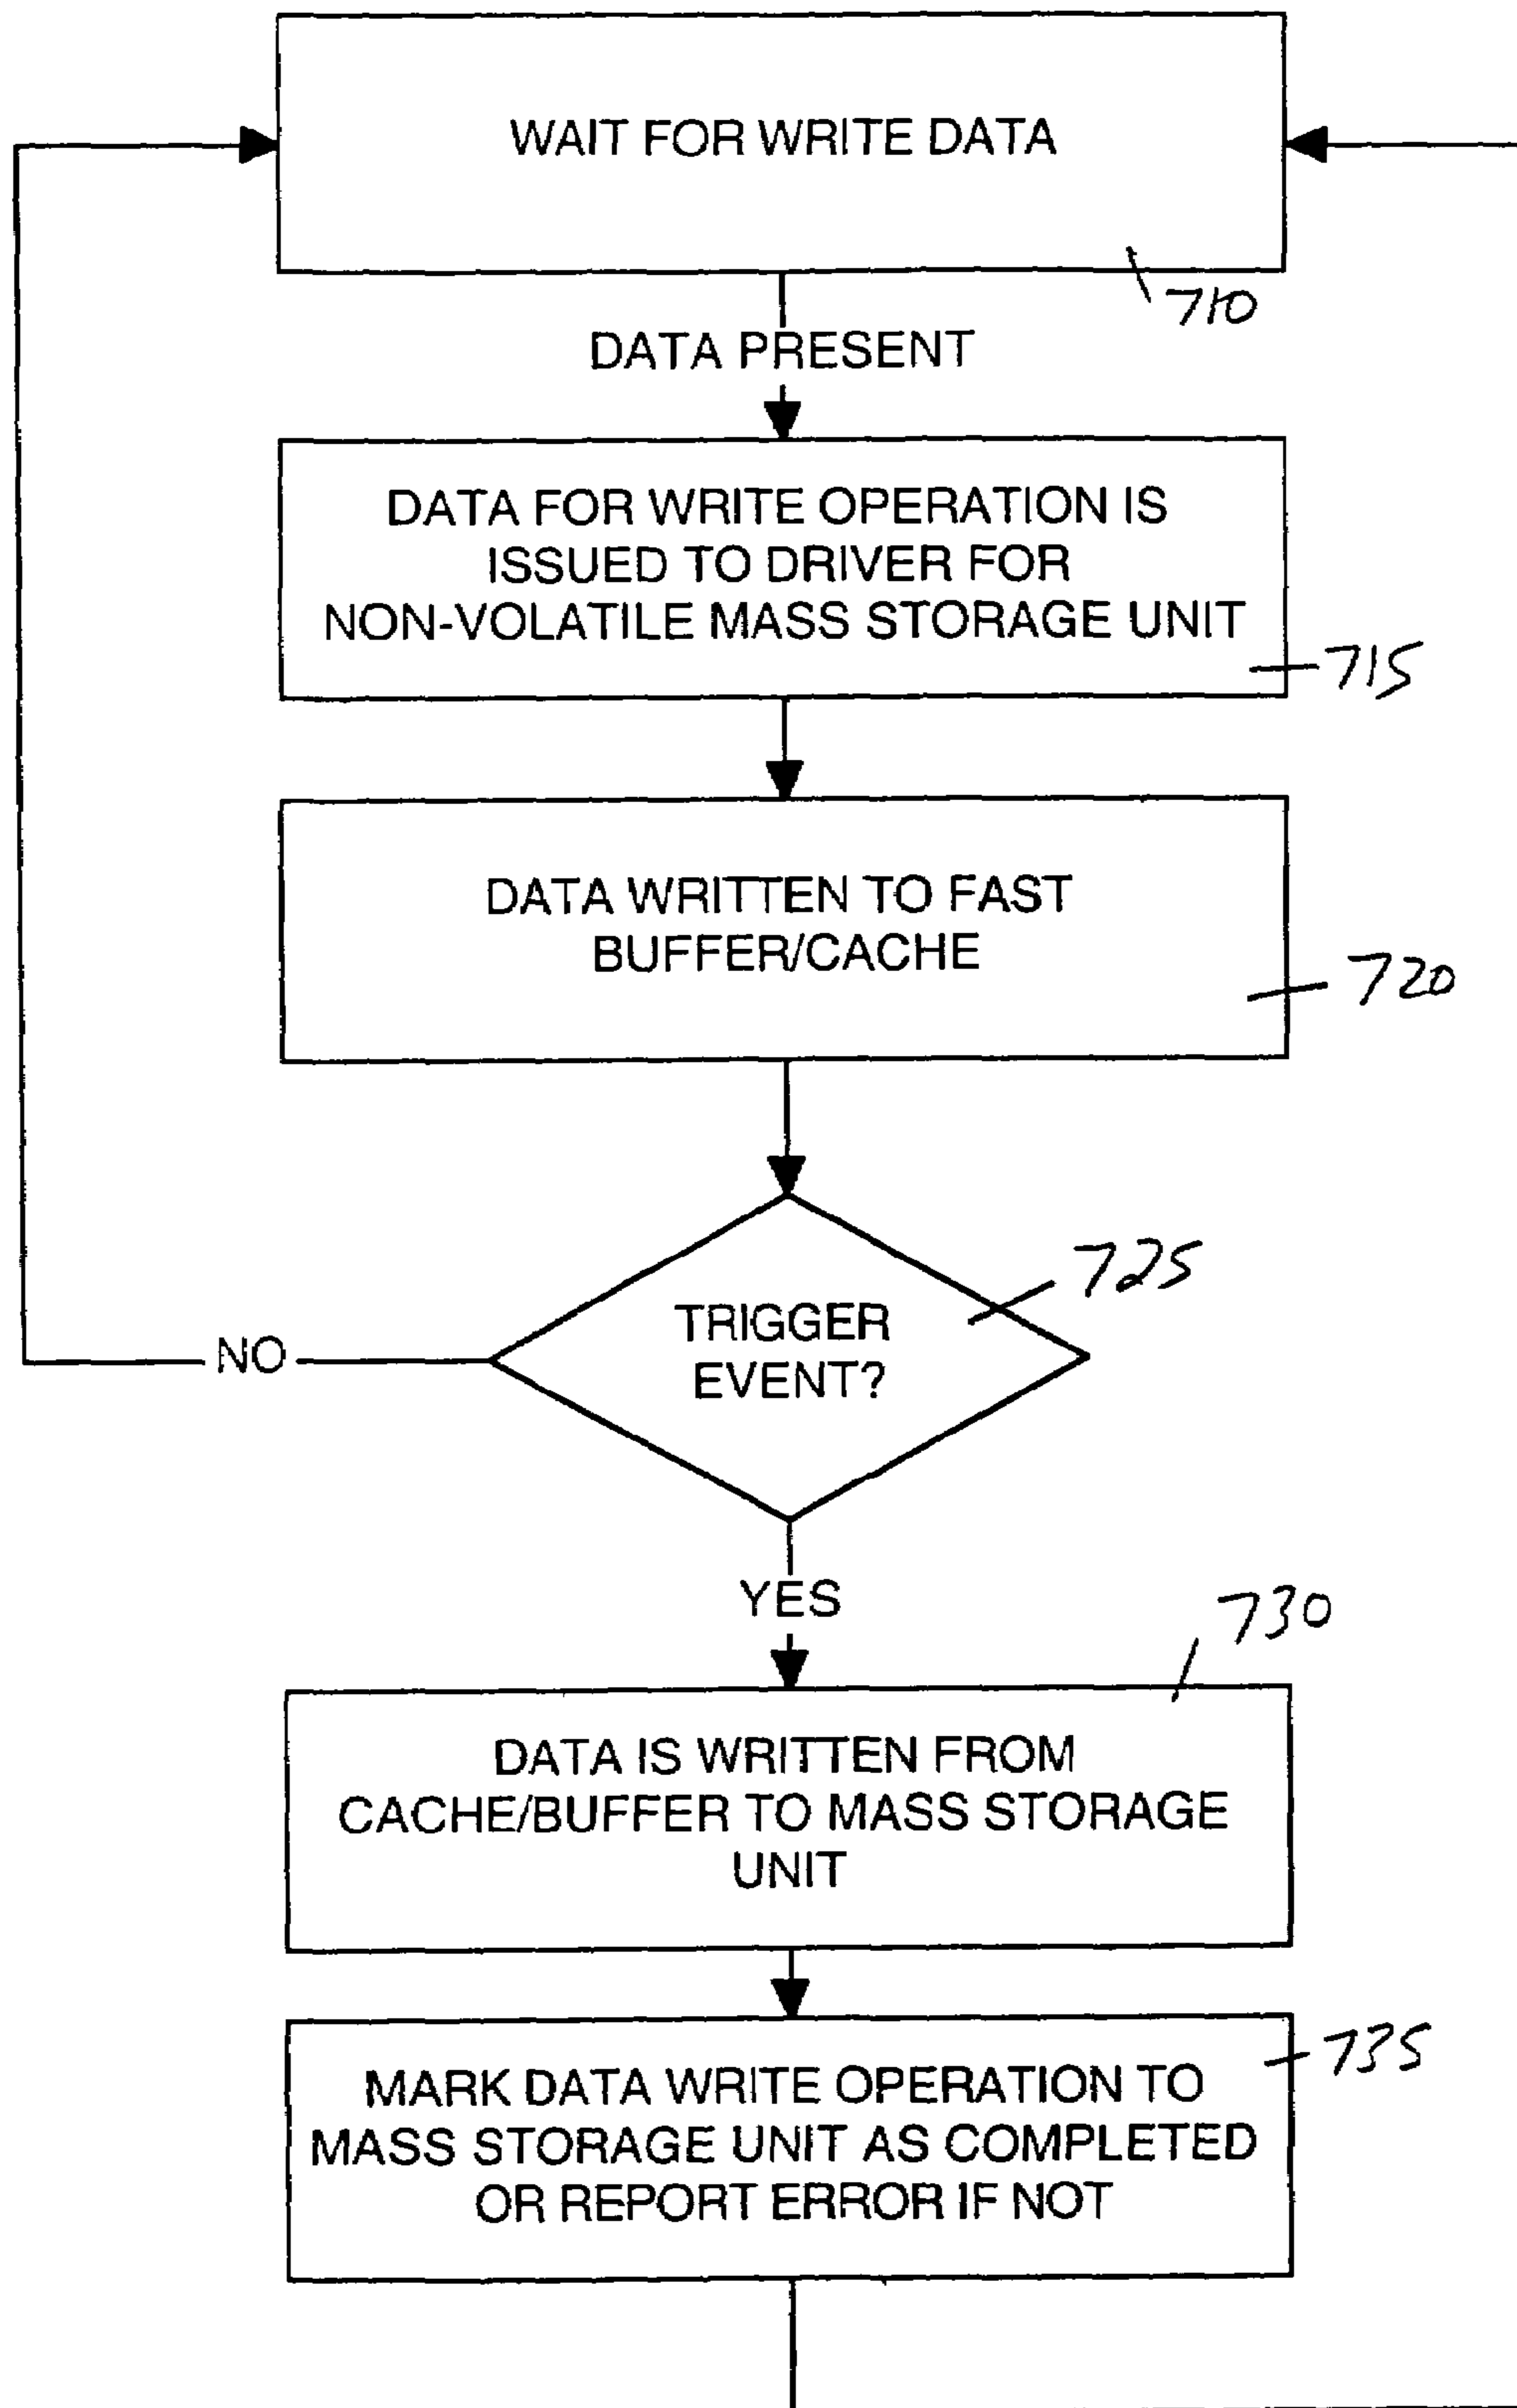 WAIT FOR WRITE DATA
710
DATA PRESENT
DATA FOR WRITE OPERATION IS
ISSUED TO DRIVER FOR
NON-VOLATILE MASS STORAGE UNIT
715
DATA WRITTEN TO FAST
BUFFER/CACHE
720
725
TRIGGER
EVENT?
NO
YES
730
DATA IS WRITTEN FROM
CACHE/BUFFER TO MASS STORAGE
UNIT
735
MARK DATA WRITE OPERATION TO
MASS STORAGE UNIT AS COMPLETED
OR REPORT ERROR IF NOT